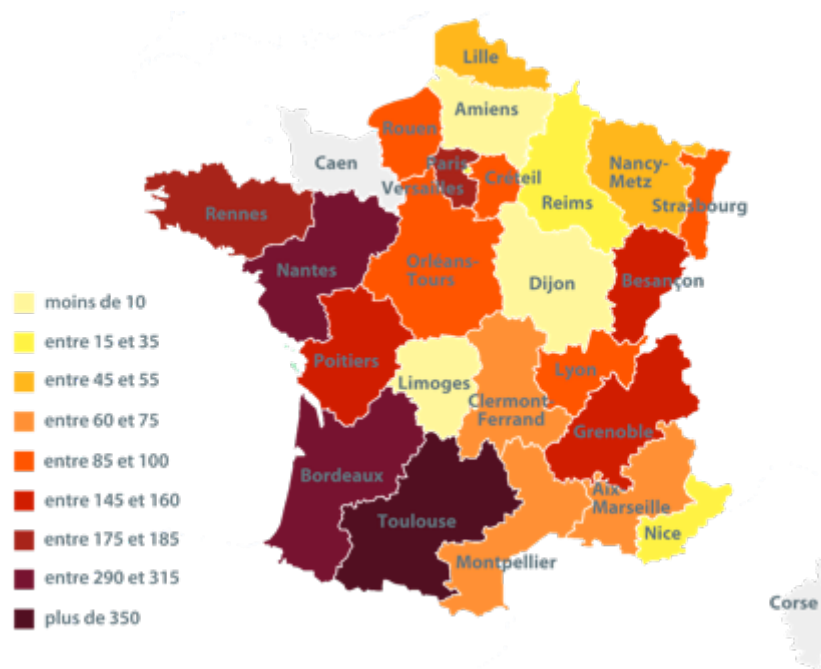 Lille
Amiens
Rouen
Caen
Paris
Créteil
Versailles
Nancy-
Metz
Reims
Strasbourg
Rennes
Nantes
Orléans-
Tours
Dijon
Besançon
Poitiers
Limoges
Lyon
Clermont-
Ferrand
Grenoble
Bordeaux
Toulouse
Aix-
Marseille
Nice
Montpellier
Corse
moins de 10
entre 15 et 35
entre 45 et 55
entre 60 et 75
entre 85 et 100
entre 145 et 160
entre 175 et 185
entre 290 et 315
plus de 350